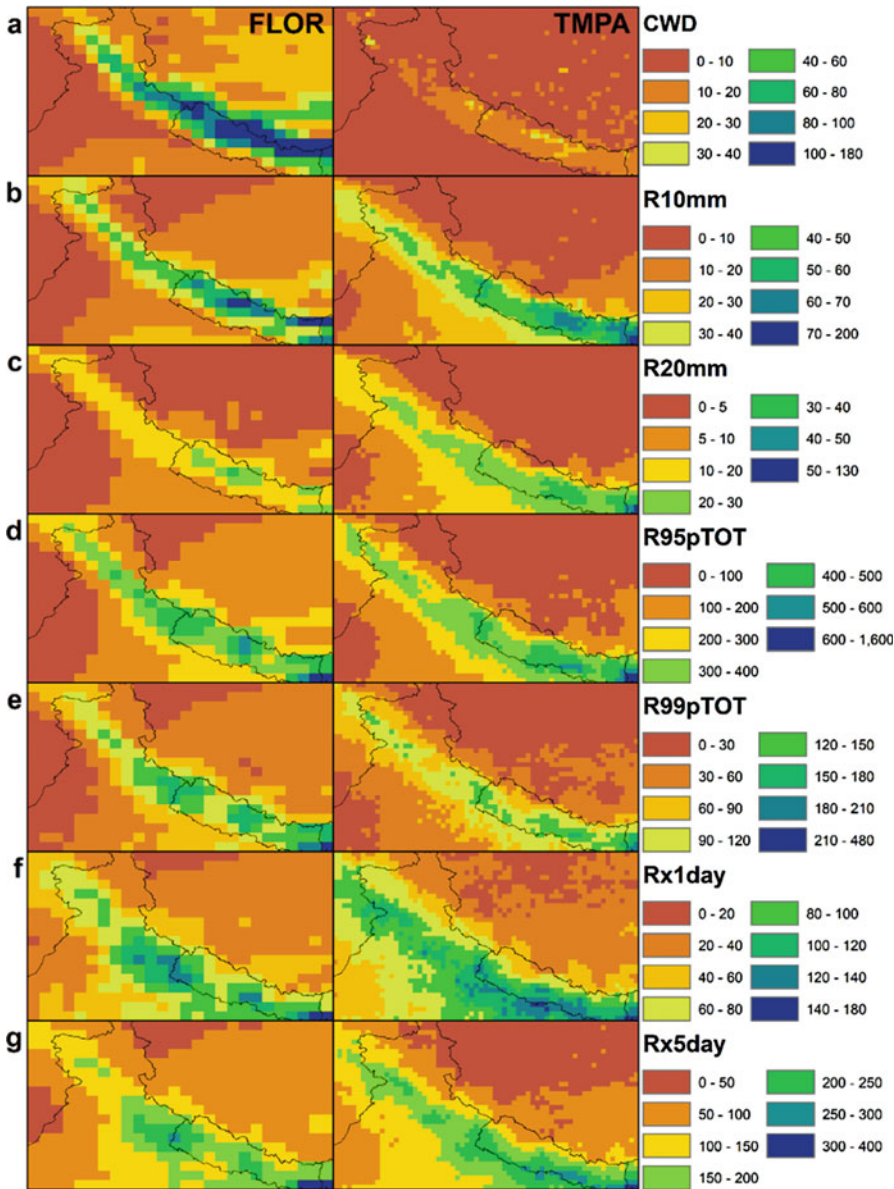 a FLOR TMPA CWD
0 - 10 40 - 60
10 - 20 60 - 80
20 - 30 80 - 100
30 - 40 100 - 180
b R10mm
0 - 10 40 - 50
10 - 20 50 - 60
20 - 30 60 - 70
30 - 40 70 - 200
c R20mm
0 - 5 30 - 40
5 - 10 40 - 50
10 - 20 50 - 130
20 - 30
d R95pTOT
0 - 100 400 - 500
100 - 200 500 - 600
200 - 300 600 - 1,600
300 - 400
e R99pTOT
0 - 30 120 - 150
30 - 60 150 - 180
60 - 90 180 - 210
90 - 120 210 - 480
f Rx1day
0 - 20 80 - 100
20 - 40 100 - 120
40 - 60 120 - 140
60 - 80 140 - 180
g Rx5day
0 - 50 200 - 250
50 - 100 250 - 300
100 - 150 300 - 400
150 - 200